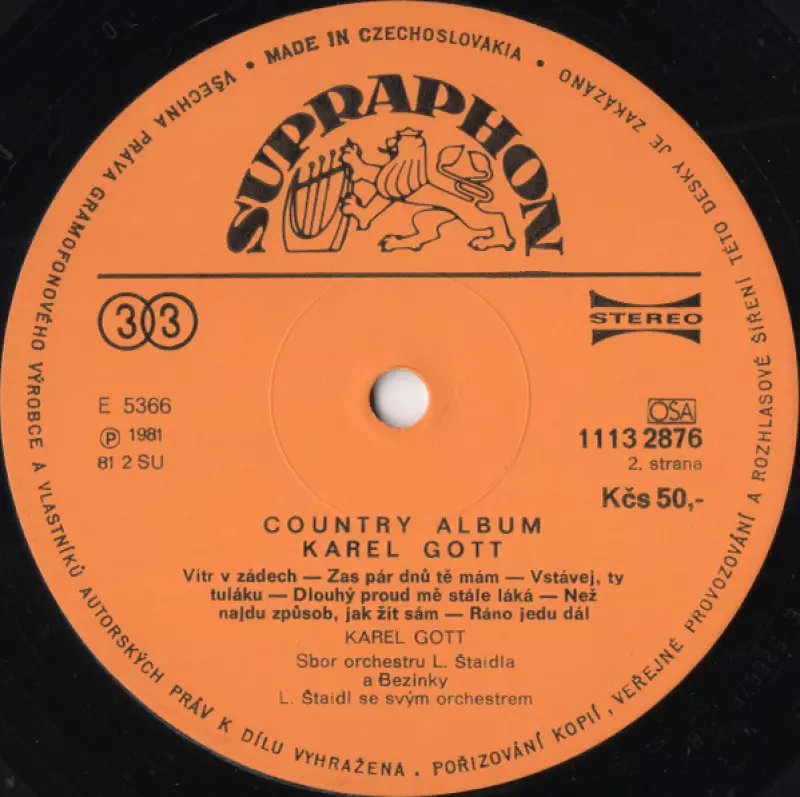 VŠECHNA PRÁVA GRAMOFONOVÉHO VÝROBCE A VLASTNÍKŮ AUTORSKÝCH PRÁV K DÍLU VYHRAŽENA. POŘIZOVÁNÍ KOPIÍ, VEŘEJNÉ PROVOZOVÁNÍ A ROZHLASOVÉ ŠÍŘENÍ TÉTO DESKY JE ZAKÁZÁNO
• MADE IN CZECHOSLOVAKIA •
SUPRAPHON
33
STEREO
E 5366
Ⓟ 1981
81 2 SU
OSA
1113 2876
2. strana
Kčs 50,-
COUNTRY ALBUM
KAREL GOTT
Vítr v zádech — Zas pár dnů tě mám — Vstávej, ty
tuláku — Dlouhý proud mě stále láká — Než
najdu způsob, jak žít sám — Ráno jedu dál
KAREL GOTT
Sbor orchestru L. Štaidla
a Bezinky
L. Štaidl se svým orchestrem